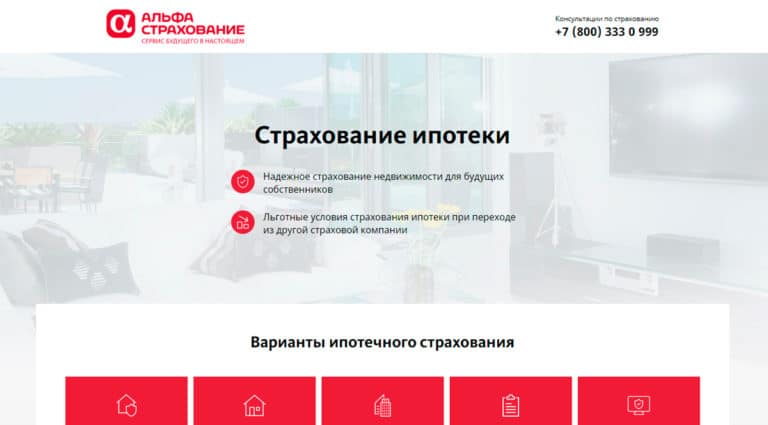 АЛЬФА
СТРАХОВАНИЕ
СЕРВИС БУДУЩЕГО В НАСТОЯЩЕМ
Консультации по страхованию
+7 (800) 333 0 999
Страхование ипотеки
Надежное страхование недвижимости для будущих
собственников
Льготные условия страхования ипотеки при переходе
из другой страховой компании
Варианты ипотечного страхования